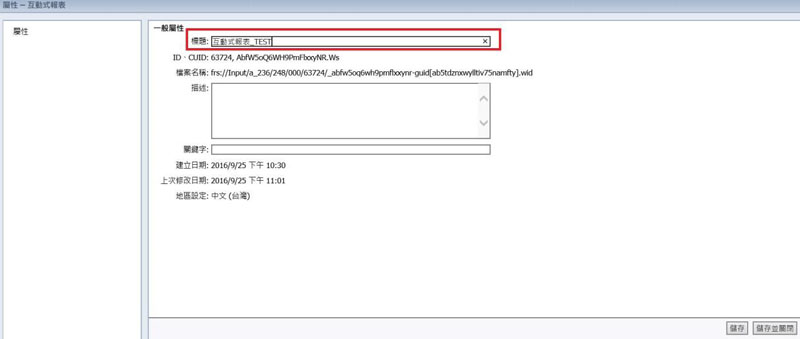 屬性 – 互動式報表
屬性
一般屬性
標題: 互動式報表_TEST ×
ID、CUID: 63724, AbfW5oQ6WH9PmFlxxyNR.Ws
檔案名稱: frs://Input/a_236/248/000/63724/_abfw5oq6wh9pmflxxynr-guid[ab5tdznxwylltiv75namfty].wid
描述:
關鍵字:
建立日期: 2016/9/25 下午 10:30
上次修改日期: 2016/9/25 下午 11:01
地區設定: 中文 (台灣)
儲存 儲存並關閉